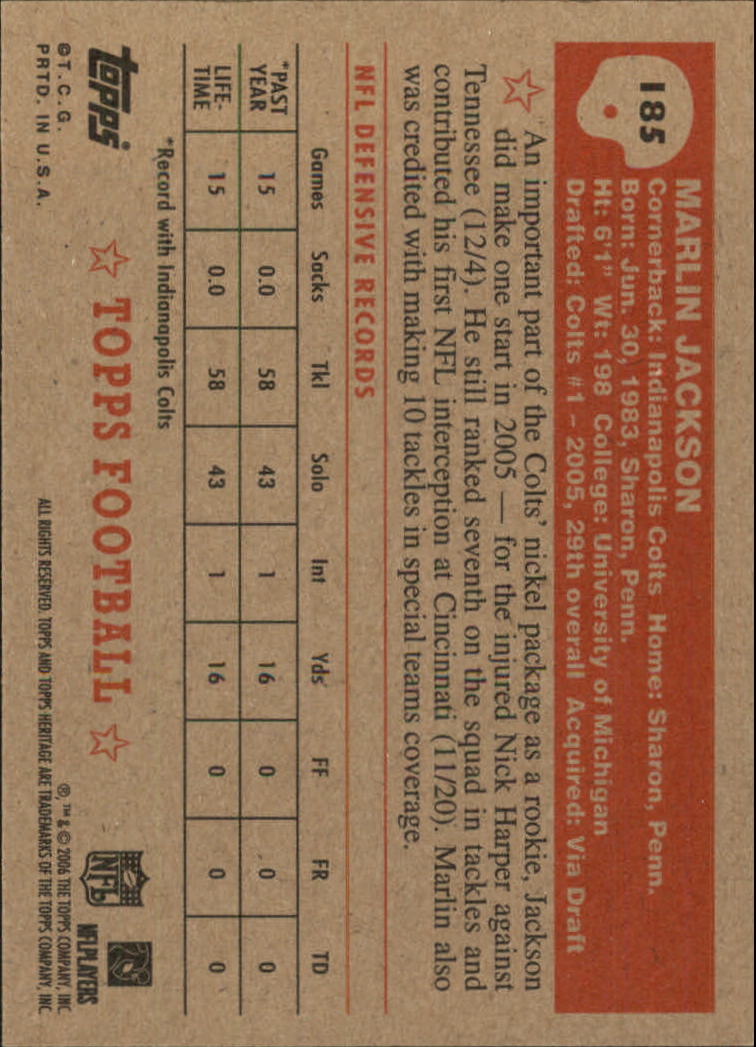 185
MARLIN JACKSON
Cornerback: Indianapolis Colts Home: Sharon, Penn.
Born: Jun. 30, 1983, Sharon, Penn.
Ht: 6'1" Wt: 198 College: University of Michigan
Drafted: Colts #1 – 2005, 29th overall Acquired: Via Draft
An important part of the Colts' nickel package as a rookie, Jackson
did make one start in 2005 — for the injured Nick Harper against
Tennessee (12/4). He still ranked seventh on the squad in tackles and
contributed his first NFL interception at Cincinnati (11/20). Marlin also
was credited with making 10 tackles in special teams coverage.
NFL DEFENSIVE RECORDS
Games Sacks Tkl Solo Int Yds FF FR TD
*PAST YEAR 15 0.0 58 43 1 16 0 0 0
LIFE-TIME 15 0.0 58 43 1 16 0 0 0
*Record with Indianapolis Colts
topps
TOPPS FOOTBALL
NFL
NFLPLAYERS
©T.C.G.
PRTD. IN U.S.A.
®, ™ & © 2006 THE TOPPS COMPANY, INC
ALL RIGHTS RESERVED. TOPPS AND TOPPS HERITAGE ARE TRADEMARKS OF THE TOPPS COMPANY, INC